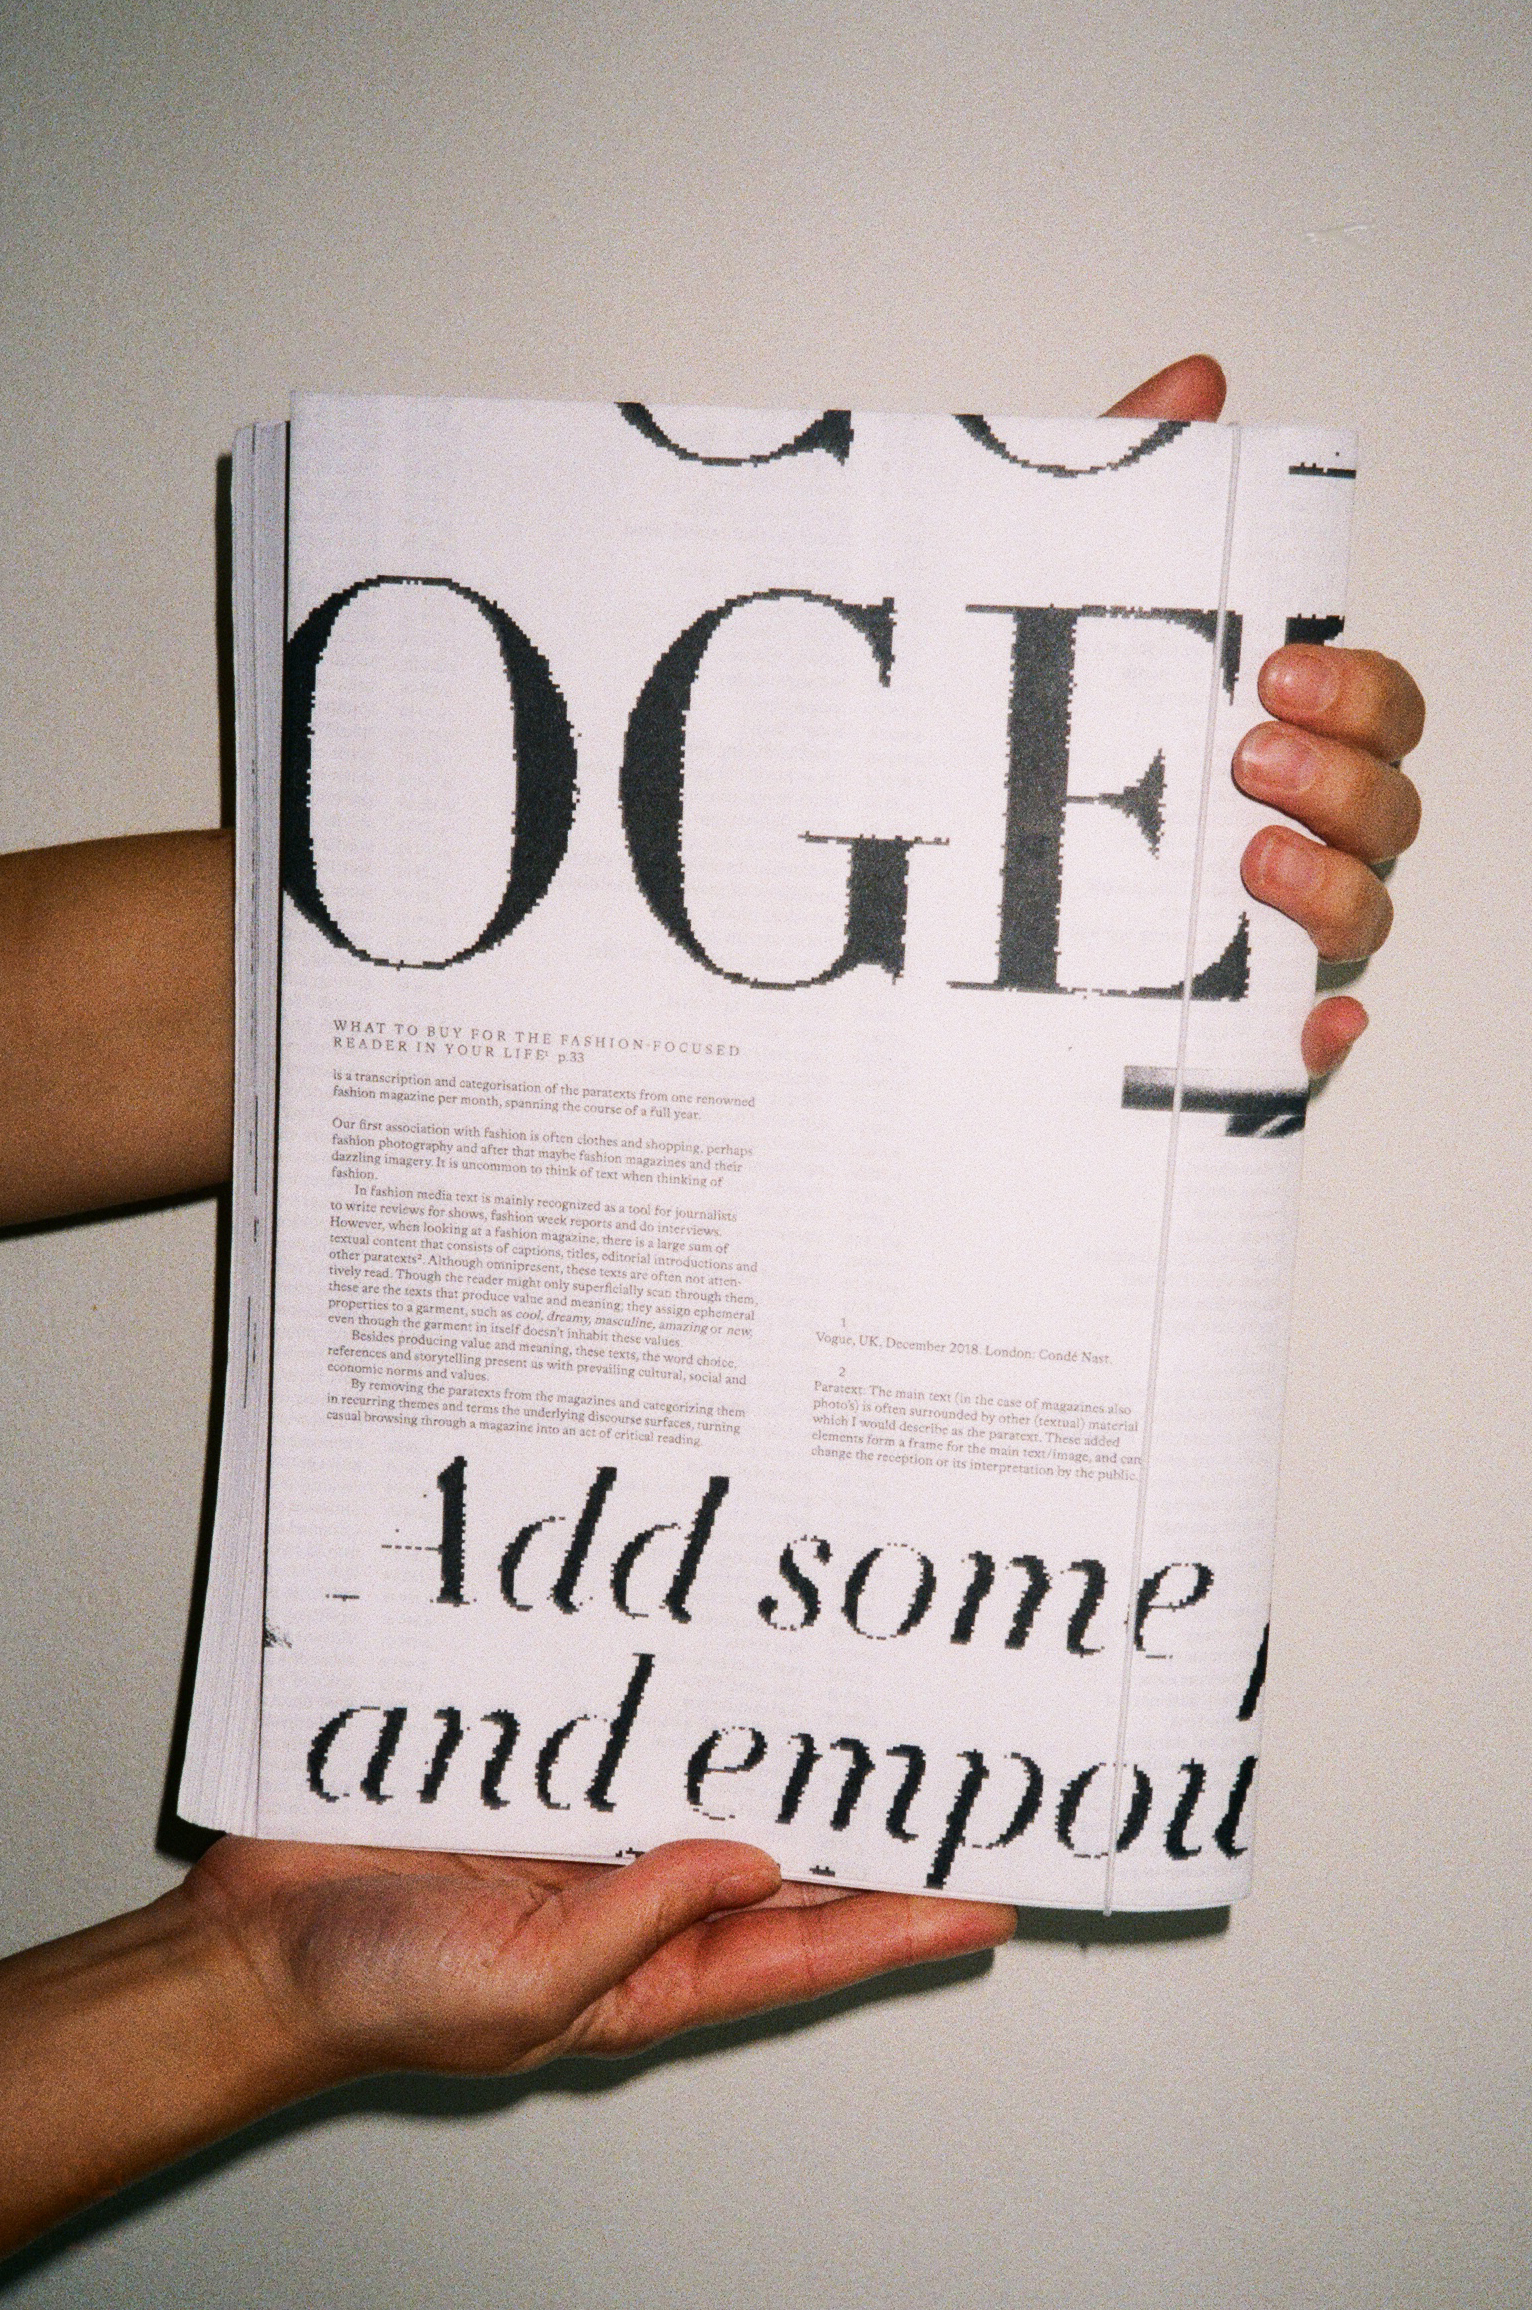 OGE
WHAT TO BUY FOR THE FASHION-FOCUSED
READER IN YOUR LIFE¹ p.33
is a transcription and categorisation of the paratexts from one renowned
fashion magazine per month, spanning the course of a full year.
Our first association with fashion is often clothes and shopping, perhaps
fashion photography and after that maybe fashion magazines and their
dazzling imagery. It is uncommon to think of text when thinking of
fashion.
In fashion media text is mainly recognized as a tool for journalists
to write reviews for shows, fashion week reports and do interviews.
However, when looking at a fashion magazine, there is a large sum of
textual content that consists of captions, titles, editorial introductions and
other paratexts². Although omnipresent, these texts are often not atten-
tively read. Though the reader might only superficially scan through them,
these are the texts that produce value and meaning; they assign ephemeral
properties to a garment, such as cool, dreamy, masculine, amazing or new,
even though the garment in itself doesn't inhabit these values.
Besides producing value and meaning, these texts, the word choice,
references and storytelling present us with prevailing cultural, social and
economic norms and values.
By removing the paratexts from the magazines and categorizing them
in recurring themes and terms the underlying discourse surfaces, turning
casual browsing through a magazine into an act of critical reading.
1
Vogue, UK, December 2018. London: Condé Nast.
2
Paratext: The main text (in the case of magazines also
photo's) is often surrounded by other (textual) material
which I would describe as the paratext. These added
elements form a frame for the main text/image, and can
change the reception or its interpretation by the public.
Add some
and empou